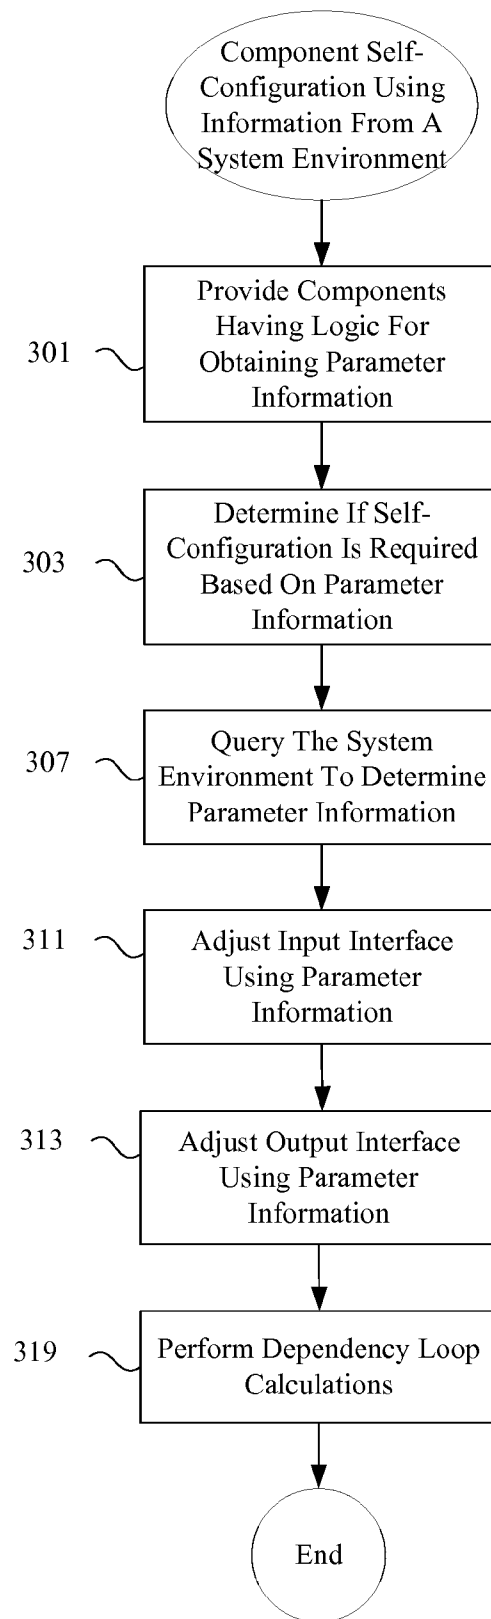 Component Self-
Configuration Using
Information From A
System Environment
301
Provide Components
Having Logic For
Obtaining Parameter
Information
303
Determine If Self-
Configuration Is Required
Based On Parameter
Information
307
Query The System
Environment To Determine
Parameter Information
311
Adjust Input Interface
Using Parameter
Information
313
Adjust Output Interface
Using Parameter
Information
319
Perform Dependency Loop
Calculations
End